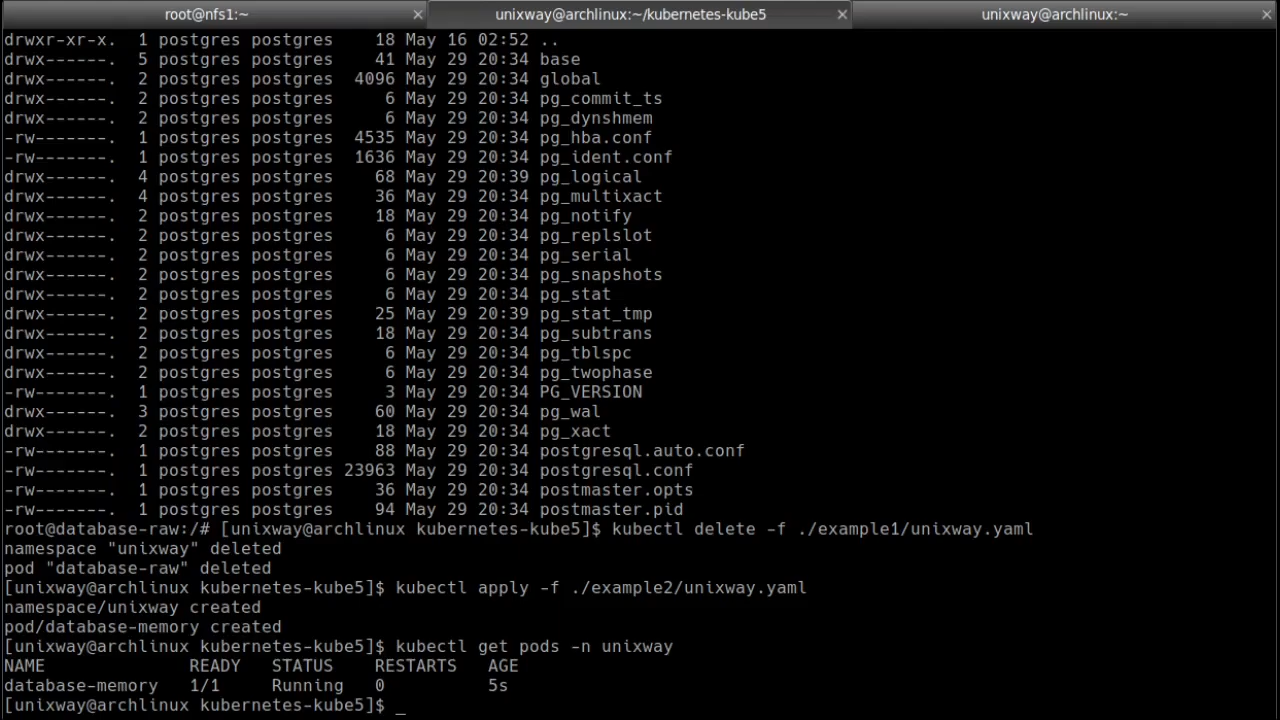 root@nfs1:~ × unixway@archlinux:~/kubernetes-kube5 × unixway@archlinux:~ ×
drwxr-xr-x.  1 postgres postgres    18 May 16 02:52 ..
drwx------.  5 postgres postgres    41 May 29 20:34 base
drwx------.  2 postgres postgres  4096 May 29 20:34 global
drwx------.  2 postgres postgres     6 May 29 20:34 pg_commit_ts
drwx------.  2 postgres postgres     6 May 29 20:34 pg_dynshmem
-rw-------.  1 postgres postgres  4535 May 29 20:34 pg_hba.conf
-rw-------.  1 postgres postgres  1636 May 29 20:34 pg_ident.conf
drwx------.  4 postgres postgres    68 May 29 20:39 pg_logical
drwx------.  4 postgres postgres    36 May 29 20:34 pg_multixact
drwx------.  2 postgres postgres    18 May 29 20:34 pg_notify
drwx------.  2 postgres postgres     6 May 29 20:34 pg_replslot
drwx------.  2 postgres postgres     6 May 29 20:34 pg_serial
drwx------.  2 postgres postgres     6 May 29 20:34 pg_snapshots
drwx------.  2 postgres postgres     6 May 29 20:34 pg_stat
drwx------.  2 postgres postgres    25 May 29 20:39 pg_stat_tmp
drwx------.  2 postgres postgres    18 May 29 20:34 pg_subtrans
drwx------.  2 postgres postgres     6 May 29 20:34 pg_tblspc
drwx------.  2 postgres postgres     6 May 29 20:34 pg_twophase
-rw-------.  1 postgres postgres     3 May 29 20:34 PG_VERSION
drwx------.  3 postgres postgres    60 May 29 20:34 pg_wal
drwx------.  2 postgres postgres    18 May 29 20:34 pg_xact
-rw-------.  1 postgres postgres    88 May 29 20:34 postgresql.auto.conf
-rw-------.  1 postgres postgres 23963 May 29 20:34 postgresql.conf
-rw-------.  1 postgres postgres    36 May 29 20:34 postmaster.opts
-rw-------.  1 postgres postgres    94 May 29 20:34 postmaster.pid
root@database-raw:/# [unixway@archlinux kubernetes-kube5]$ kubectl delete -f ./example1/unixway.yaml
namespace "unixway" deleted
pod "database-raw" deleted
[unixway@archlinux kubernetes-kube5]$ kubectl apply -f ./example2/unixway.yaml
namespace/unixway created
pod/database-memory created
[unixway@archlinux kubernetes-kube5]$ kubectl get pods -n unixway
NAME              READY   STATUS    RESTARTS   AGE
database-memory   1/1     Running   0          5s
[unixway@archlinux kubernetes-kube5]$ _